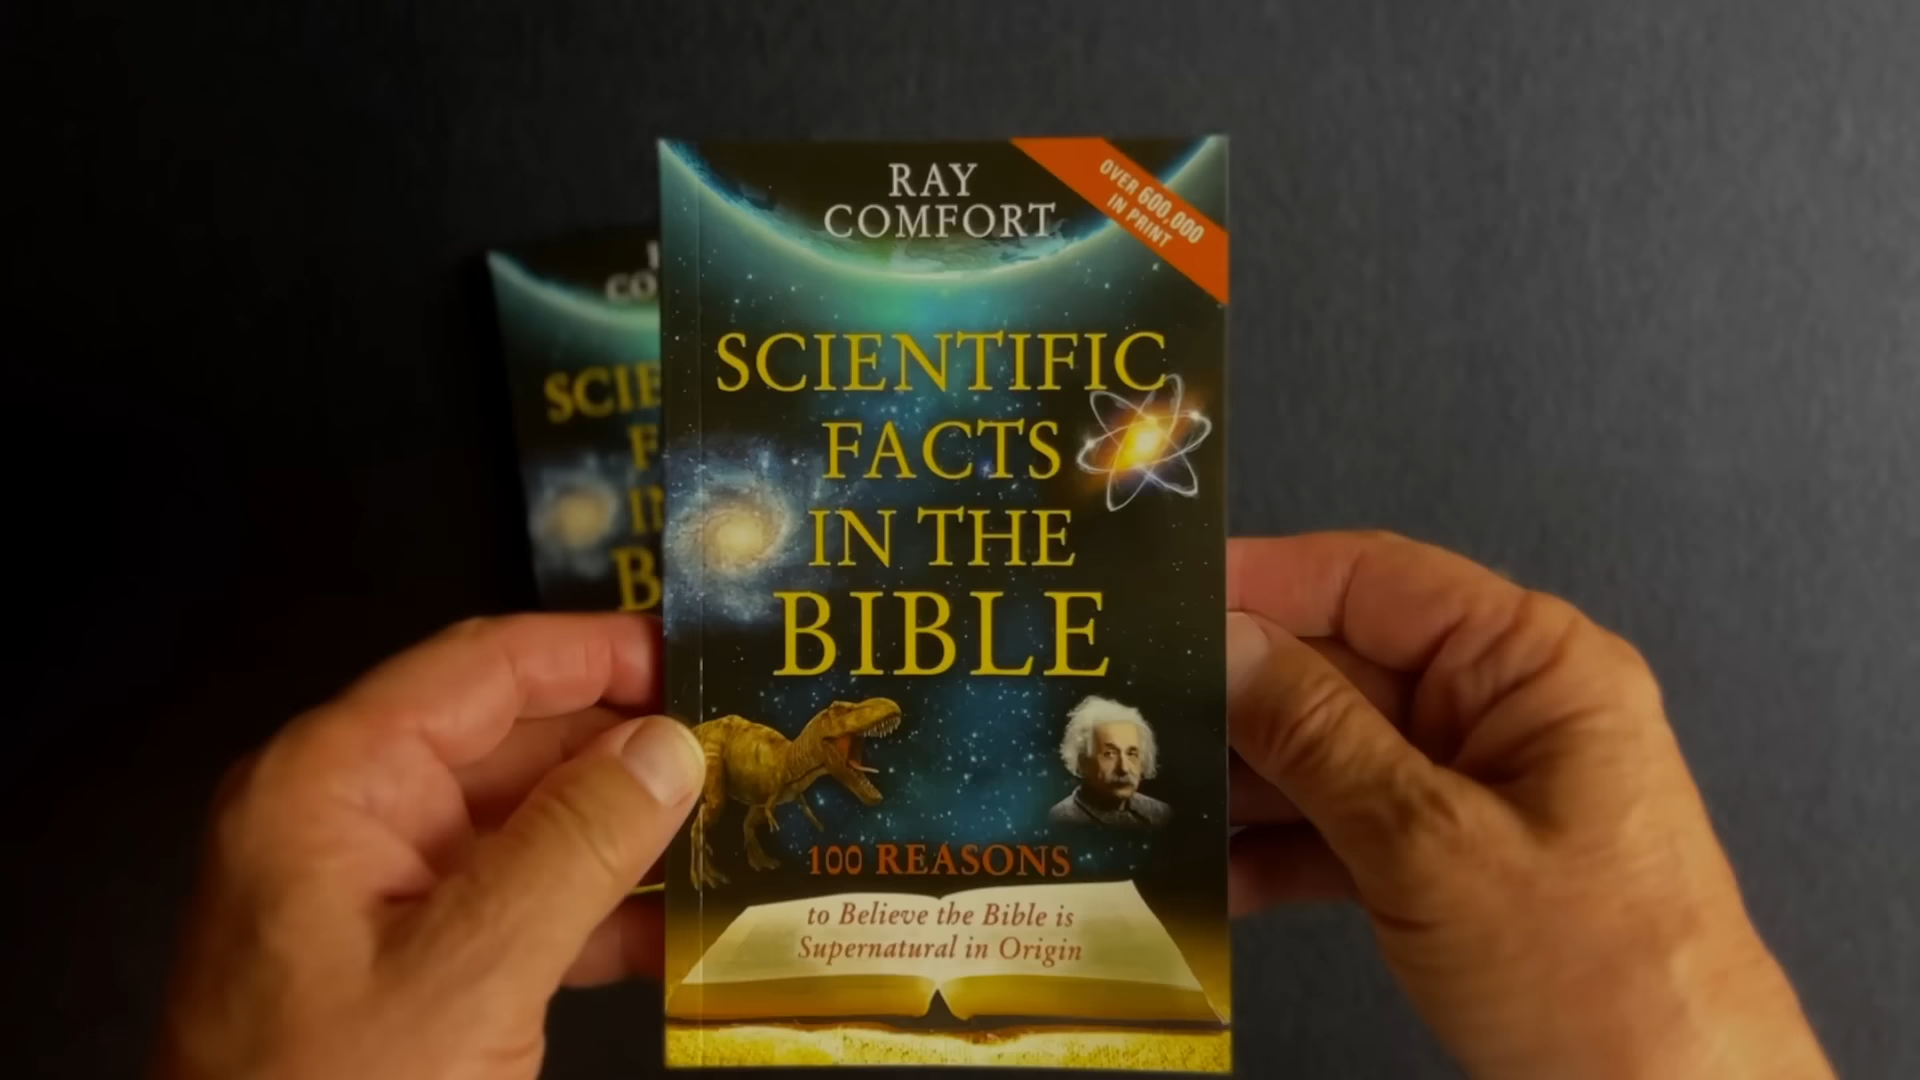 RAY
COMFORT
OVER 600,000
IN PRINT
SCIENTIFIC
FACTS
IN THE
BIBLE
100 REASONS
to Believe the Bible is
Supernatural in Origin